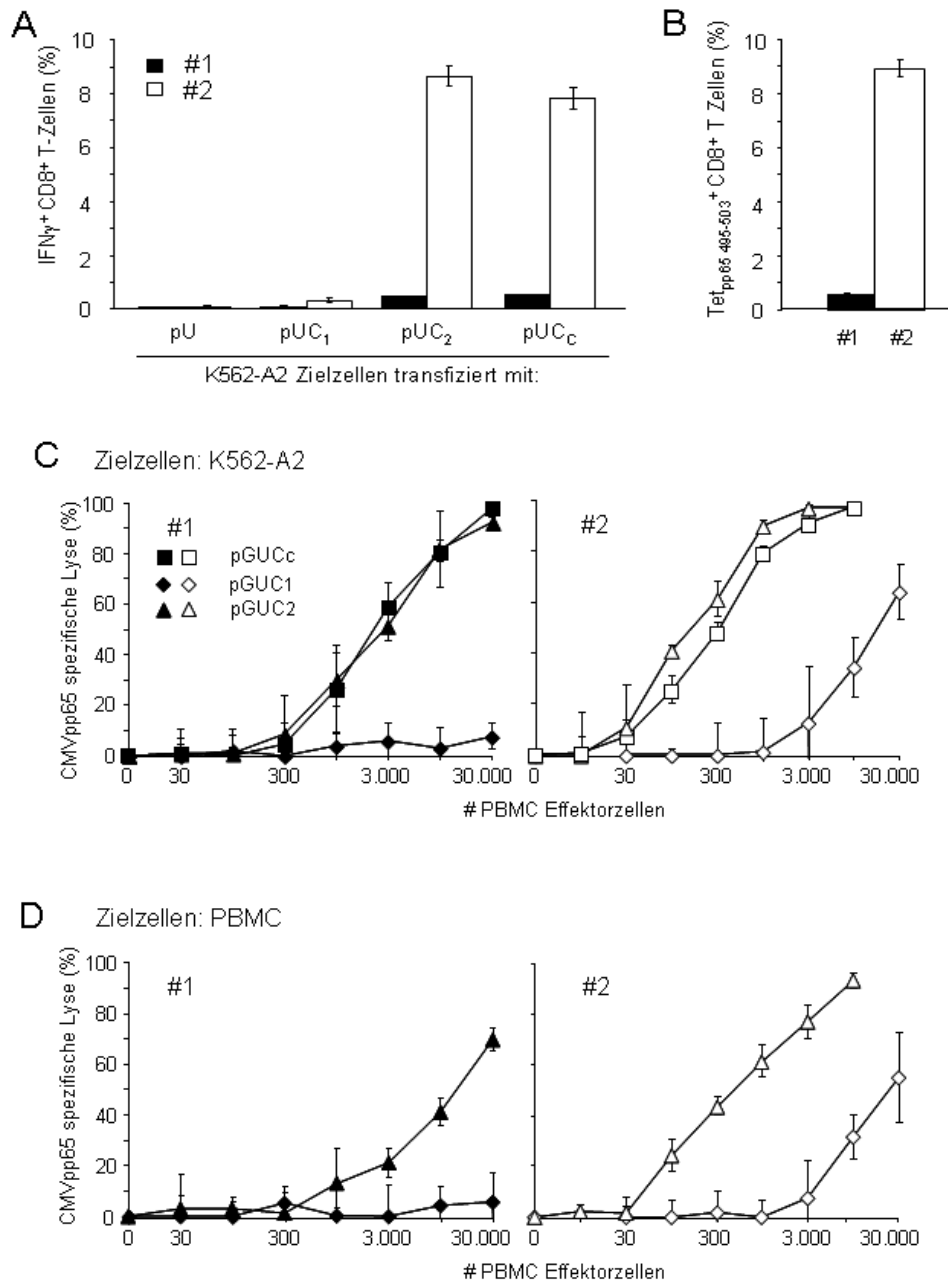 A
IFNγ+ CD8+ T-Zellen (%)
10
8
6
4
2
0
#1
#2
pU
pUC1
pUC2
pUCC
K562-A2 Zielzellen transfiziert mit:
B
Tetpp65 495-503+ CD8+ T Zellen (%)
10
8
6
4
2
0
#1
#2
C
Zielzellen: K562-A2
CMVpp65 spezifische Lyse (%)
100
80
60
40
20
0
#1
pGUCc
pGUC1
pGUC2
0
30
300
3.000
30.000
#2
0
30
300
3.000
30.000
# PBMC Effektorzellen
D
Zielzellen: PBMC
CMVpp65 spezifische Lyse (%)
100
80
60
40
20
0
#1
0
30
300
3.000
30.000
#2
0
30
300
3.000
30.000
# PBMC Effektorzellen